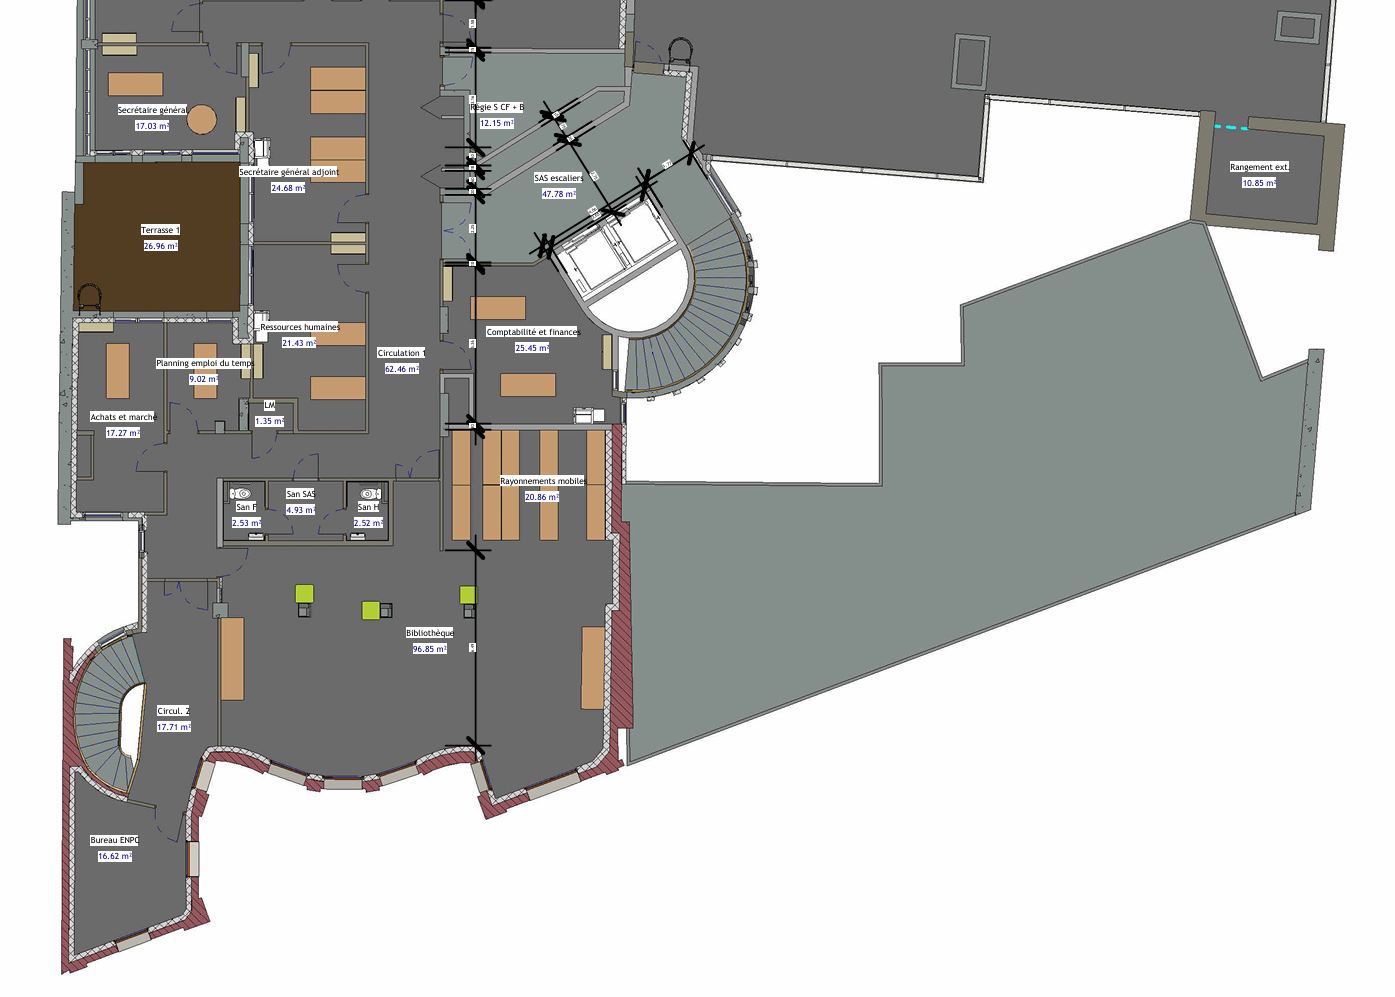 Régie S CF + B
12.15 m²
Secrétaire général
17.03 m²
Secrétaire général adjoint
24.68 m²
SAS escaliers
47.78 m²
Rangement ext.
10.85 m²
Terrasse 1
26.96 m²
Ressources humaines
21.43 m²
Comptabilité et finances
25.45 m²
Circulation 1
62.46 m²
Planning emploi du temps
9.02 m²
LM
1.35 m²
Achats et marché
17.27 m²
Rayonnements mobiles
20.86 m²
San SAS
4.93 m²
San F
2.53 m²
San H
2.52 m²
Bibliothèque
96.85 m²
Circul. 2
17.71 m²
Bureau ENPC
16.62 m²